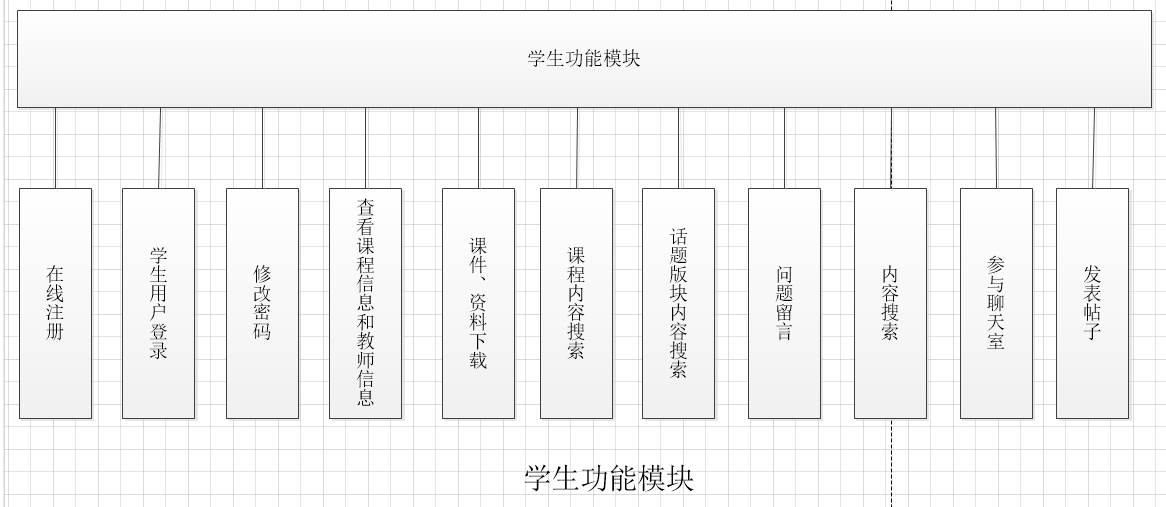 学生功能模块
在线注册
学生用户登录
修改密码
查看课程信息和教师信息
课件、资料下载
课程内容搜索
话题版块内容搜索
问题留言
内容搜索
参与聊天室
发表帖子
学生功能模块